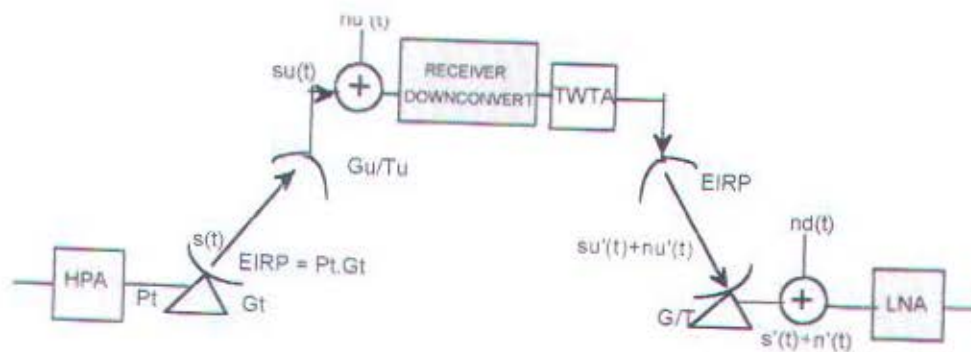 nu (t)
su(t)
RECEIVER
DOWNCONVERT
TWTA
Gu/Tu
EIRP
s(t)
su'(t)+nu'(t)
nd(t)
HPA
EIRP = Pt.Gt
Pt
Gt
G/T
LNA
s'(t)+n'(t)